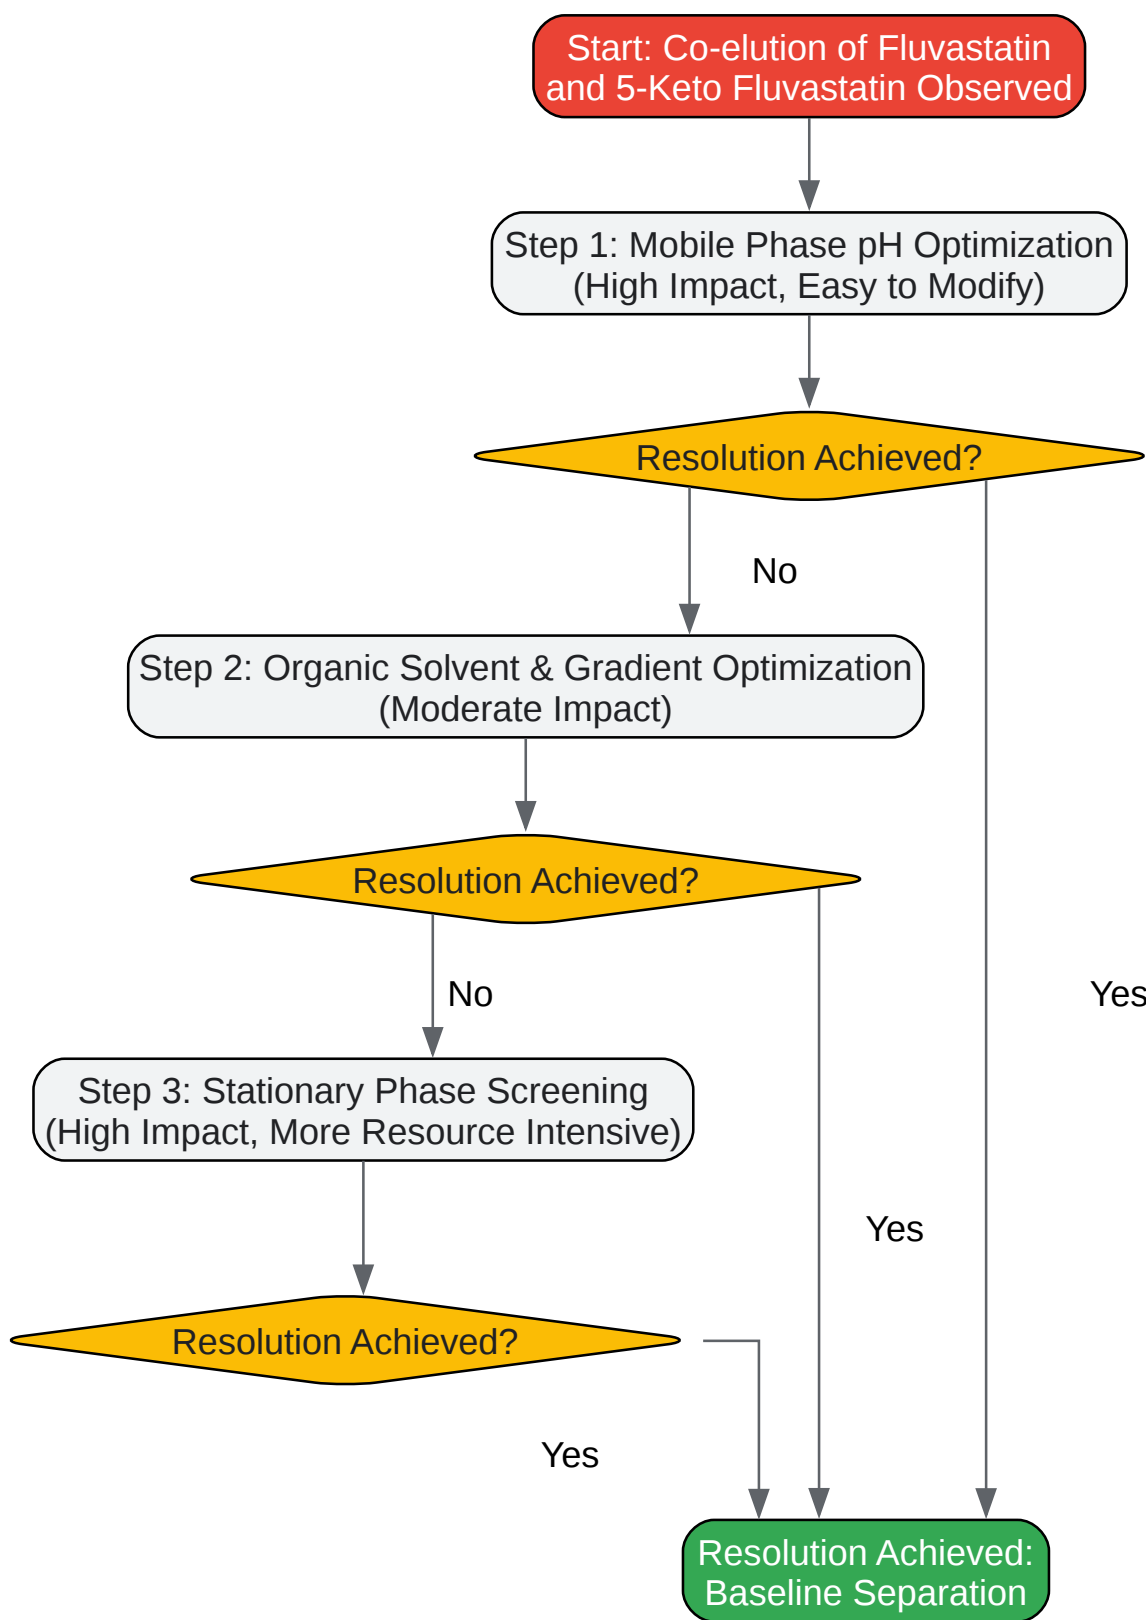 Start: Co-elution of Fluvastatin
and 5-Keto Fluvastatin Observed
Step 1: Mobile Phase pH Optimization
(High Impact, Easy to Modify)
Resolution Achieved?
No
Step 2: Organic Solvent & Gradient Optimization
(Moderate Impact)
Resolution Achieved?
No
Yes
Step 3: Stationary Phase Screening
(High Impact, More Resource Intensive)
Yes
Resolution Achieved?
Yes
Resolution Achieved:
Baseline Separation